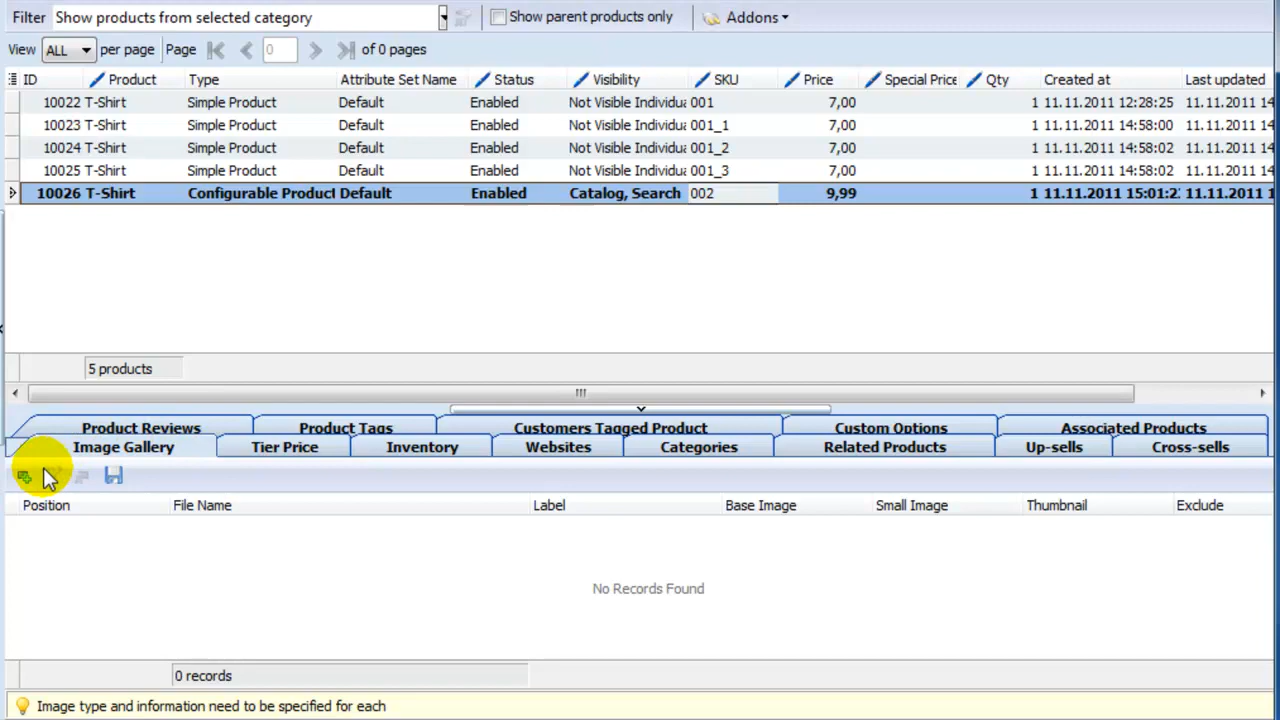 Filter Show products from selected category Show parent products only Addons
View ALL per page Page 0 of 0 pages
ID Product Type Attribute Set Name Status Visibility SKU Price Special Price Qty Created at Last updated
10022 T-Shirt Simple Product Default Enabled Not Visible Individua 001 7,00 1 11.11.2011 12:28:25 11.11.2011 14
10023 T-Shirt Simple Product Default Enabled Not Visible Individua 001_1 7,00 1 11.11.2011 14:58:00 11.11.2011 14
10024 T-Shirt Simple Product Default Enabled Not Visible Individua 001_2 7,00 1 11.11.2011 14:58:02 11.11.2011 14
10025 T-Shirt Simple Product Default Enabled Not Visible Individua 001_3 7,00 1 11.11.2011 14:58:02 11.11.2011 14
10026 T-Shirt Configurable Product Default Enabled Catalog, Search 002 9,99 1 11.11.2011 15:01:2 11.11.2011 1
5 products
Product Reviews Product Tags Customers Tagged Product Custom Options Associated Products
Image Gallery Tier Price Inventory Websites Categories Related Products Up-sells Cross-sells
Position File Name Label Base Image Small Image Thumbnail Exclude
No Records Found
0 records
Image type and information need to be specified for each